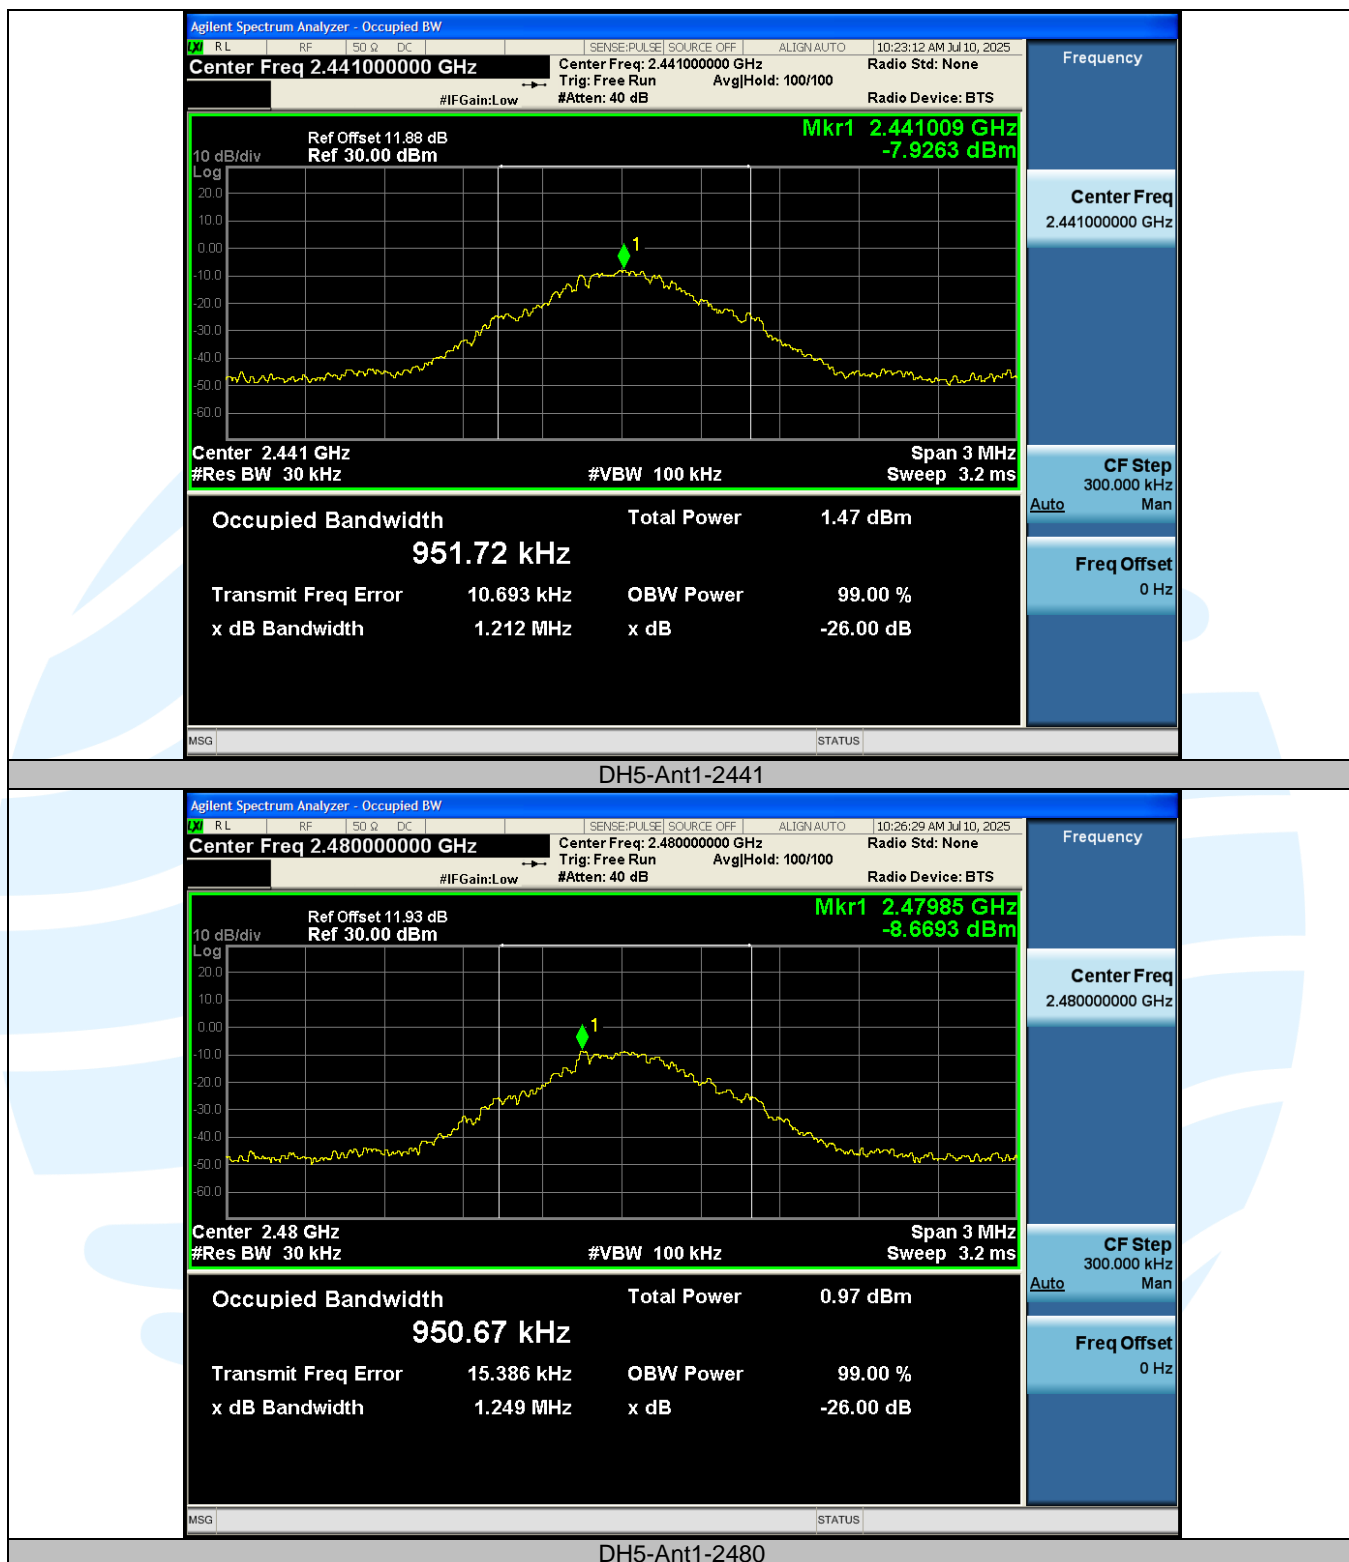 Agilent Spectrum Analyzer - Occupied BW
LXI RL RF 50 Ω DC SENSE:PULSE SOURCE OFF ALIGN AUTO 10:23:12 AM Jul 10, 2025
Center Freq 2.441000000 GHz
Center Freq: 2.441000000 GHz Radio Std: None
Trig: Free Run Avg|Hold: 100/100
#IFGain:Low #Atten: 40 dB Radio Device: BTS
Frequency
Mkr1 2.441009 GHz
-7.9263 dBm
Ref Offset 11.88 dB
10 dB/div Ref 30.00 dBm
Log
20.0
10.0
0.00
-10.0
-20.0
-30.0
-40.0
-50.0
-60.0
1
Center 2.441 GHz Span 3 MHz
#Res BW 30 kHz #VBW 100 kHz Sweep 3.2 ms
Center Freq
2.441000000 GHz
CF Step
300.000 kHz
Auto Man
Freq Offset
0 Hz
Occupied Bandwidth Total Power 1.47 dBm
951.72 kHz
Transmit Freq Error 10.693 kHz OBW Power 99.00 %
x dB Bandwidth 1.212 MHz x dB -26.00 dB
MSG STATUS
DH5-Ant1-2441
Agilent Spectrum Analyzer - Occupied BW
LXI RL RF 50 Ω DC SENSE:PULSE SOURCE OFF ALIGN AUTO 10:26:29 AM Jul 10, 2025
Center Freq 2.480000000 GHz
Center Freq: 2.480000000 GHz Radio Std: None
Trig: Free Run Avg|Hold: 100/100
#IFGain:Low #Atten: 40 dB Radio Device: BTS
Frequency
Mkr1 2.47985 GHz
-8.6693 dBm
Ref Offset 11.93 dB
10 dB/div Ref 30.00 dBm
Log
20.0
10.0
0.00
-10.0
-20.0
-30.0
-40.0
-50.0
-60.0
1
Center 2.48 GHz Span 3 MHz
#Res BW 30 kHz #VBW 100 kHz Sweep 3.2 ms
Center Freq
2.480000000 GHz
CF Step
300.000 kHz
Auto Man
Freq Offset
0 Hz
Occupied Bandwidth Total Power 0.97 dBm
950.67 kHz
Transmit Freq Error 15.386 kHz OBW Power 99.00 %
x dB Bandwidth 1.249 MHz x dB -26.00 dB
MSG STATUS
DH5-Ant1-2480